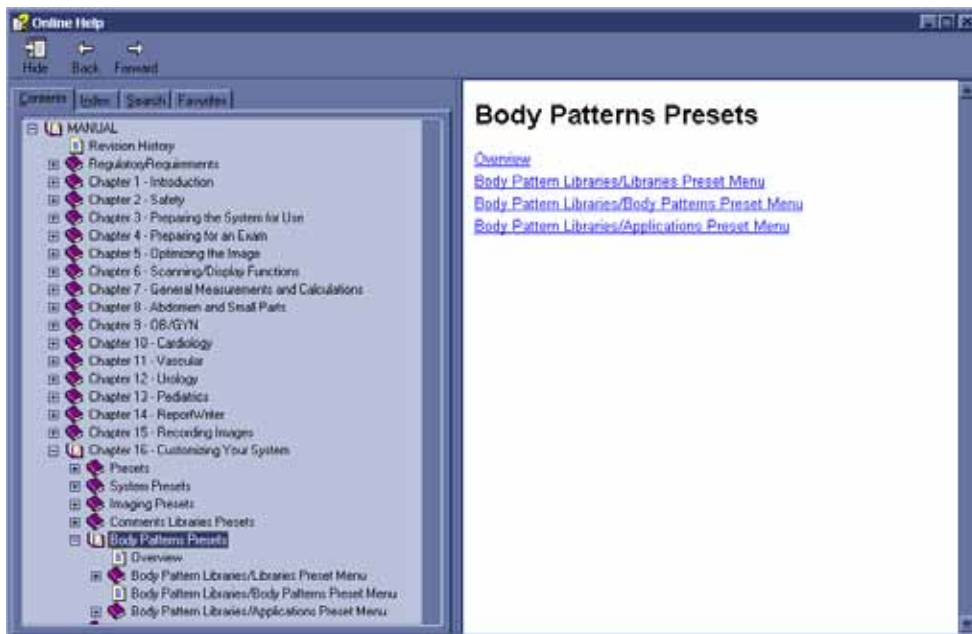 Online Help
Hide Back Forward
Contents Index Search Favorites
MANUAL
Revision History
RegulatoryRequirements
Chapter 1 - Introduction
Chapter 2 - Safety
Chapter 3 - Preparing the System for Use
Chapter 4 - Preparing for an Exam
Chapter 5 - Optimizing the Image
Chapter 6 - Scanning/Display Functions
Chapter 7 - General Measurements and Calculations
Chapter 8 - Abdomen and Small Parts
Chapter 9 - OB/GYN
Chapter 10 - Cardiology
Chapter 11 - Vascular
Chapter 12 - Urology
Chapter 13 - Pediatrics
Chapter 14 - ReportWriter
Chapter 15 - Recording Images
Chapter 16 - Customizing Your System
Presets
System Presets
Imaging Presets
Comments Libraries Presets
Body Patterns Presets
Overview
Body Pattern Libraries/Libraries Preset Menu
Body Pattern Libraries/Body Patterns Preset Menu
Body Pattern Libraries/Applications Preset Menu
Body Patterns Presets
Overview
Body Pattern Libraries/Libraries Preset Menu
Body Pattern Libraries/Body Patterns Preset Menu
Body Pattern Libraries/Applications Preset Menu